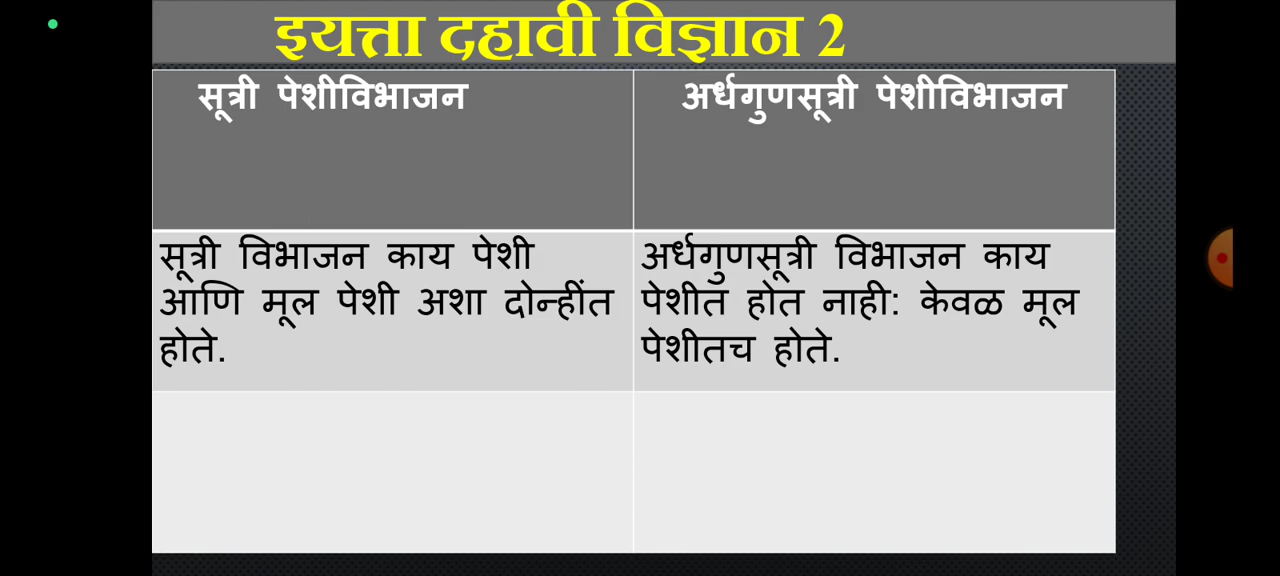 इयत्ता दहावी विज्ञान 2
सूत्री पेशीविभाजन
अर्धगुणसूत्री पेशीविभाजन
सूत्री विभाजन काय पेशी
आणि मूल पेशी अशा दोन्हींत
होते.
अर्धगुणसूत्री विभाजन काय
पेशीत होत नाही: केवळ मूल
पेशीतच होते.